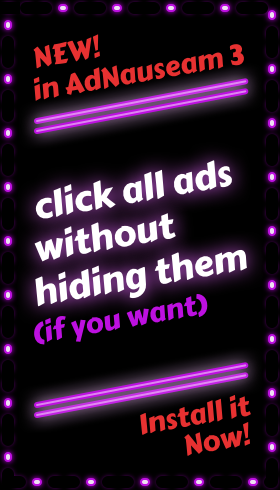 NEW!
in AdNauseam 3
click all ads
without
hiding them
(if you want)
Install it
Now!